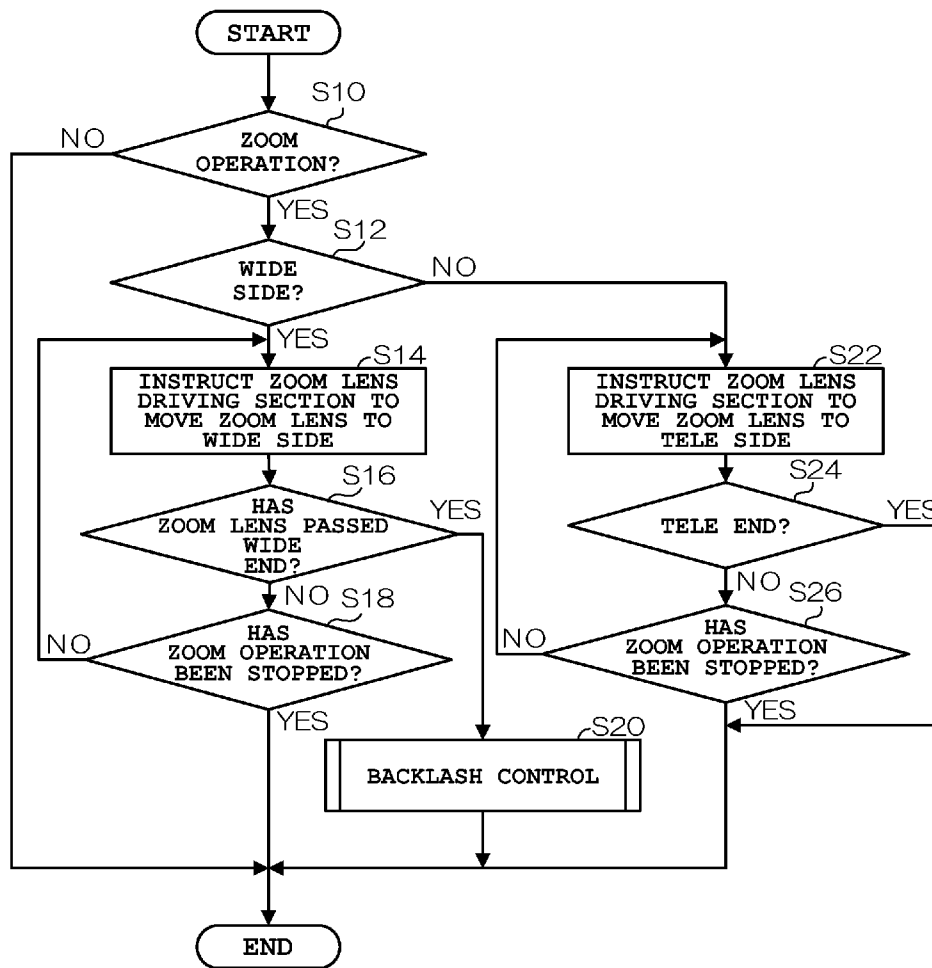 START
S10
NO
ZOOM
OPERATION?
YES
S12
WIDE
SIDE?
NO
YES
S14
INSTRUCT ZOOM LENS
DRIVING SECTION TO
MOVE ZOOM LENS TO
WIDE SIDE
S16
HAS
ZOOM LENS PASSED
WIDE
END?
YES
NO
S18
HAS
ZOOM OPERATION
BEEN STOPPED?
NO
YES
S20
BACKLASH CONTROL
S22
INSTRUCT ZOOM LENS
DRIVING SECTION TO
MOVE ZOOM LENS TO
TELE SIDE
S24
TELE END?
YES
NO
S26
HAS
ZOOM OPERATION
BEEN STOPPED?
NO
YES
END